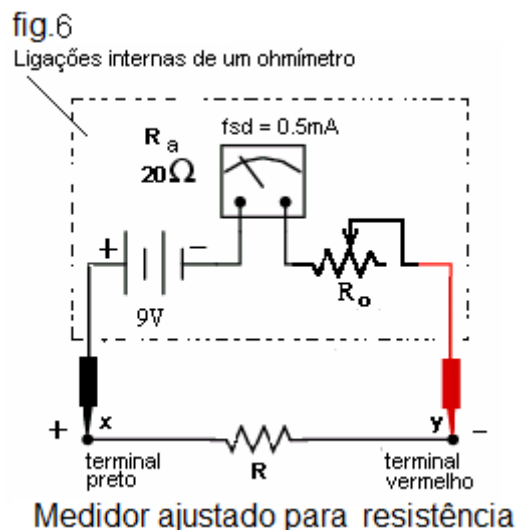 fig.6
Ligações internas de um ohmímetro
R a fsd = 0.5mA
20Ω
+ −
9V
Ro
+ x y −
terminal preto
R
terminal vermelho
Medidor ajustado para resistência